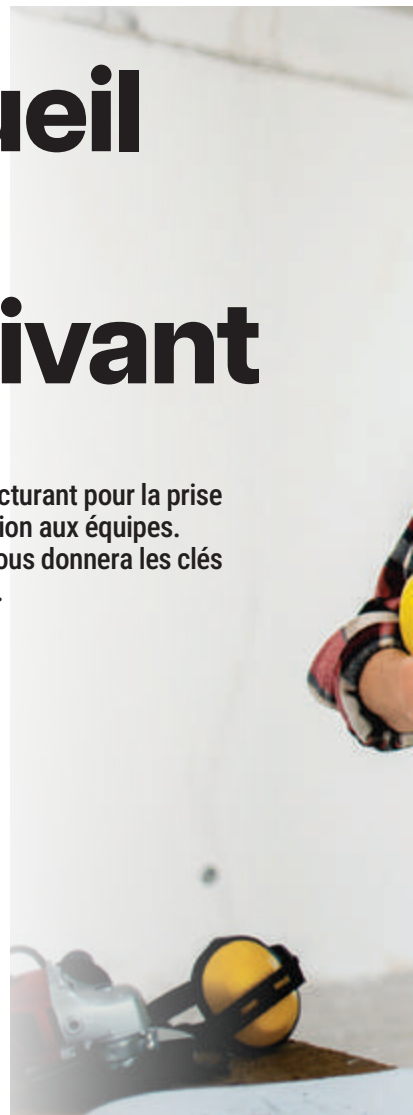 ueil
ivant
cturant pour la prise
ion aux équipes.
ous donnera les clés
.